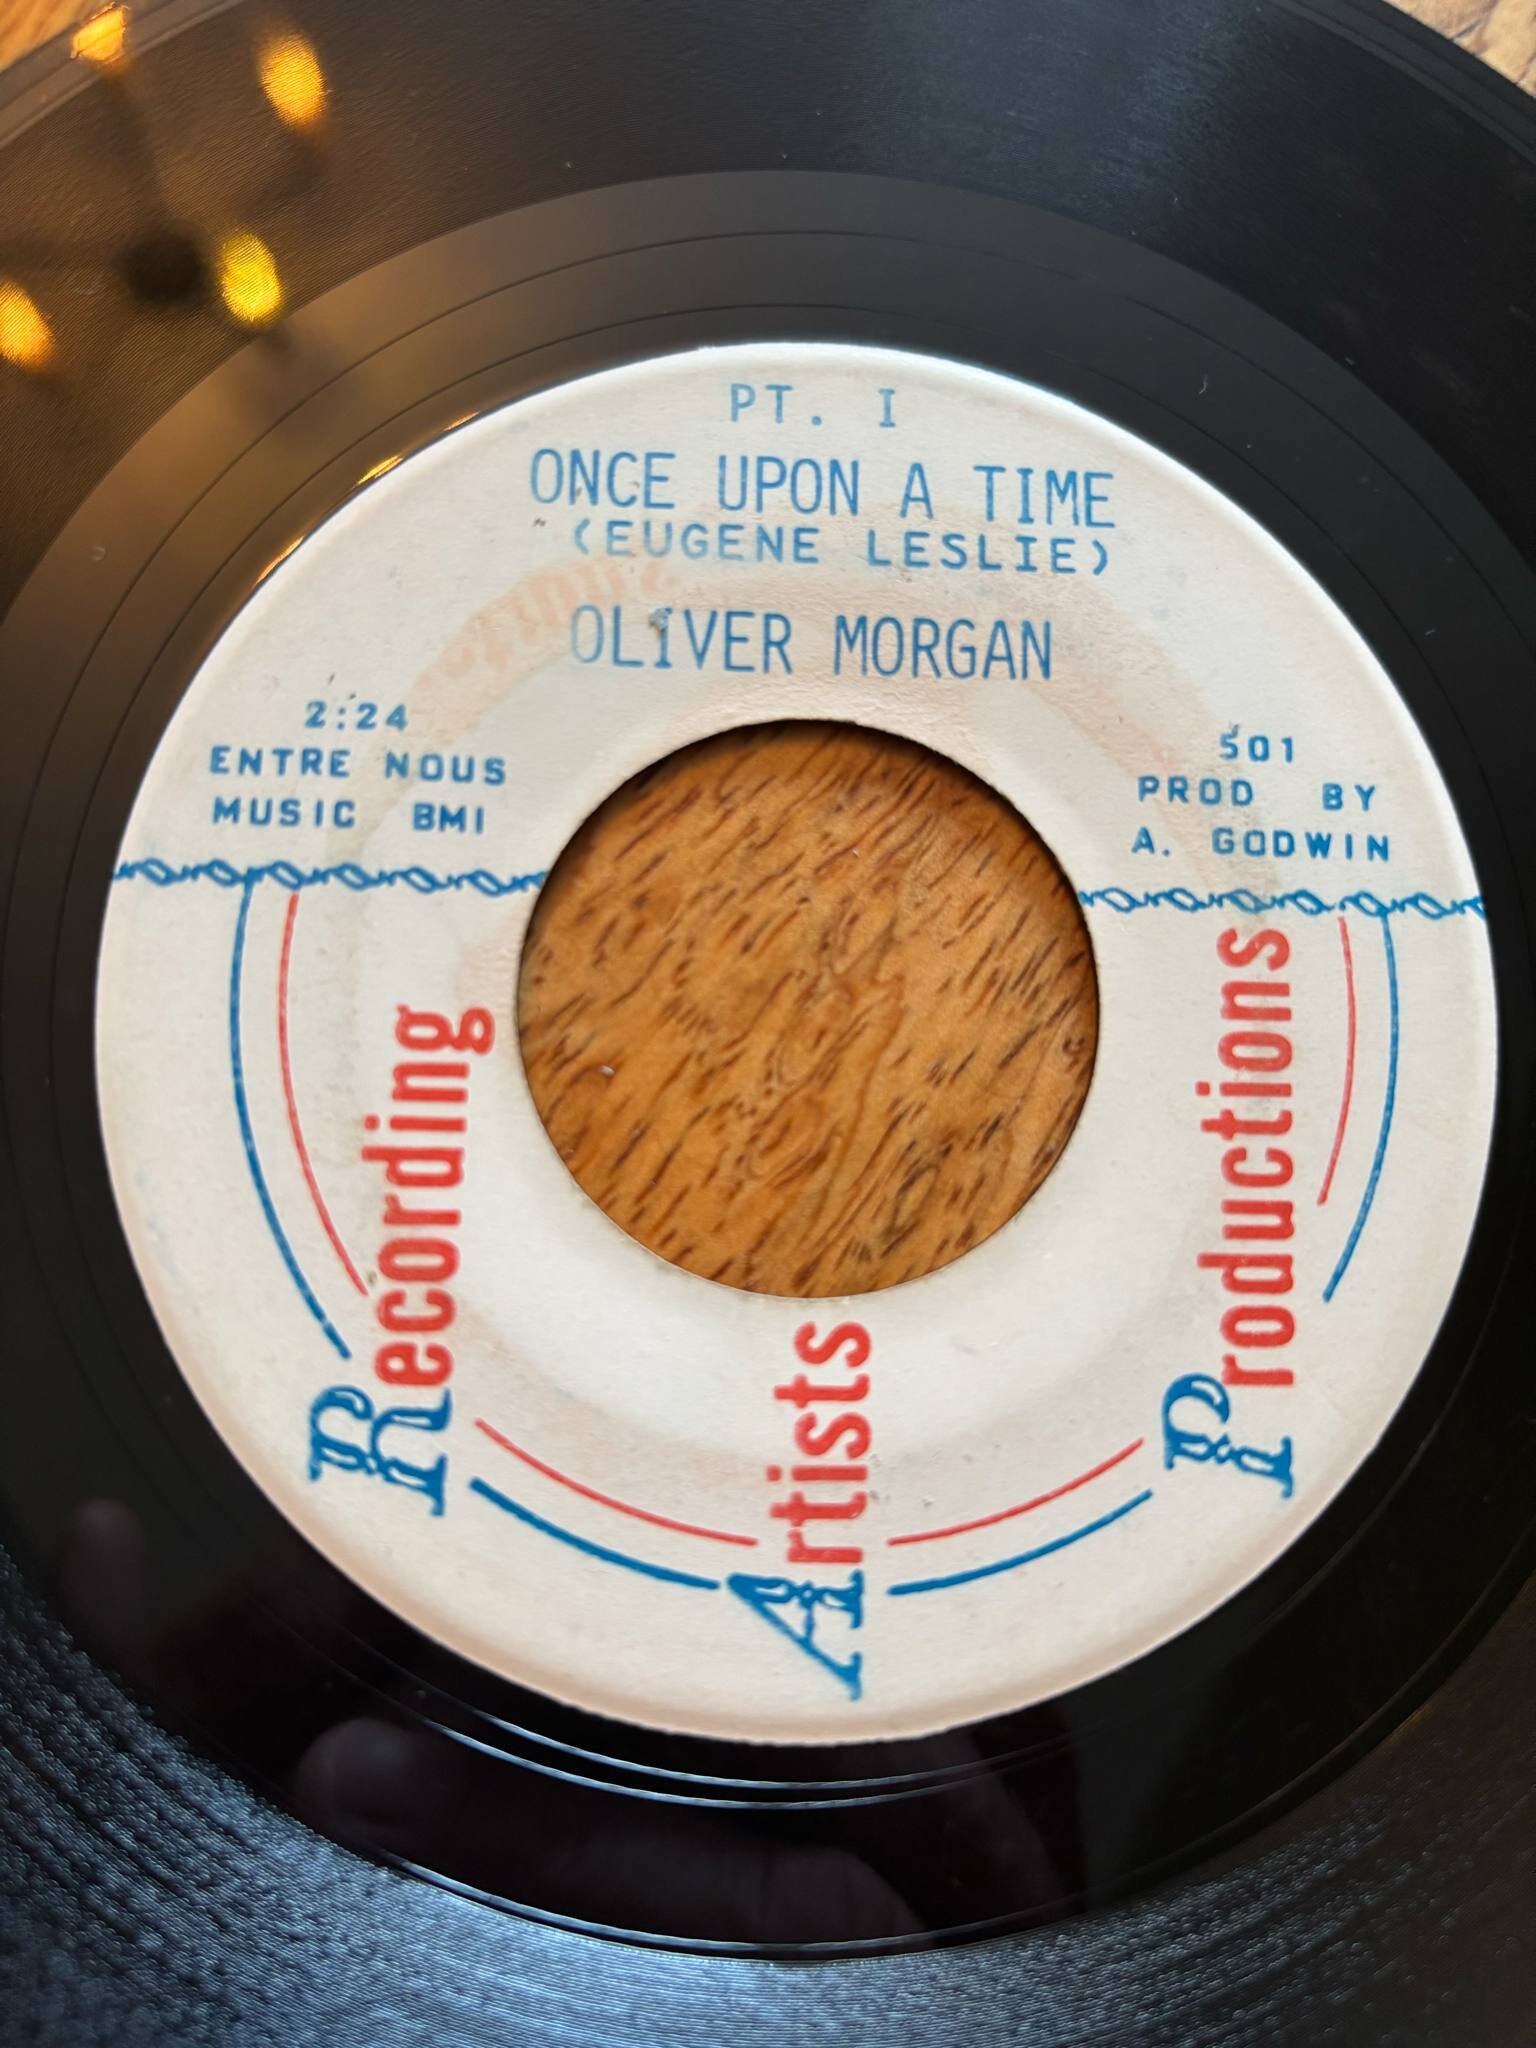 PT. I
ONCE UPON A TIME
(EUGENE LESLIE)
OLIVER MORGAN
2:24
ENTRE NOUS
MUSIC BMI
501
PROD BY
A. GODWIN
Recording
Artists
Productions